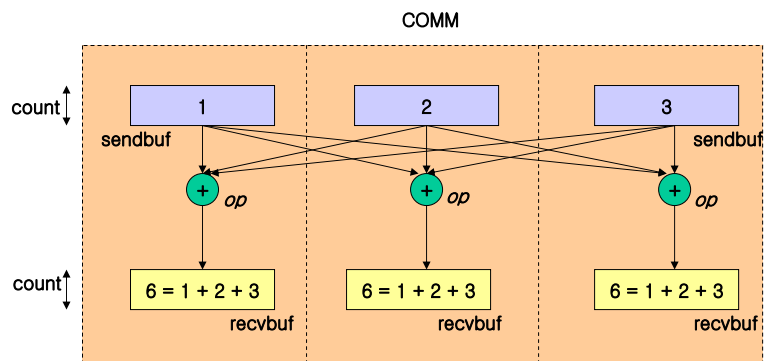 COMM
count
1
2
3
sendbuf
sendbuf
+
op
+
op
+
op
count
6 = 1 + 2 + 3
6 = 1 + 2 + 3
6 = 1 + 2 + 3
recvbuf
recvbuf
recvbuf